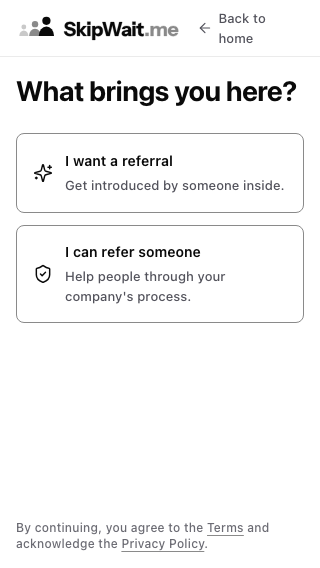 SkipWait.me
Back to
home
What brings you here?
I want a referral
Get introduced by someone inside.
I can refer someone
Help people through your
company's process.
By continuing, you agree to the Terms and
acknowledge the Privacy Policy.